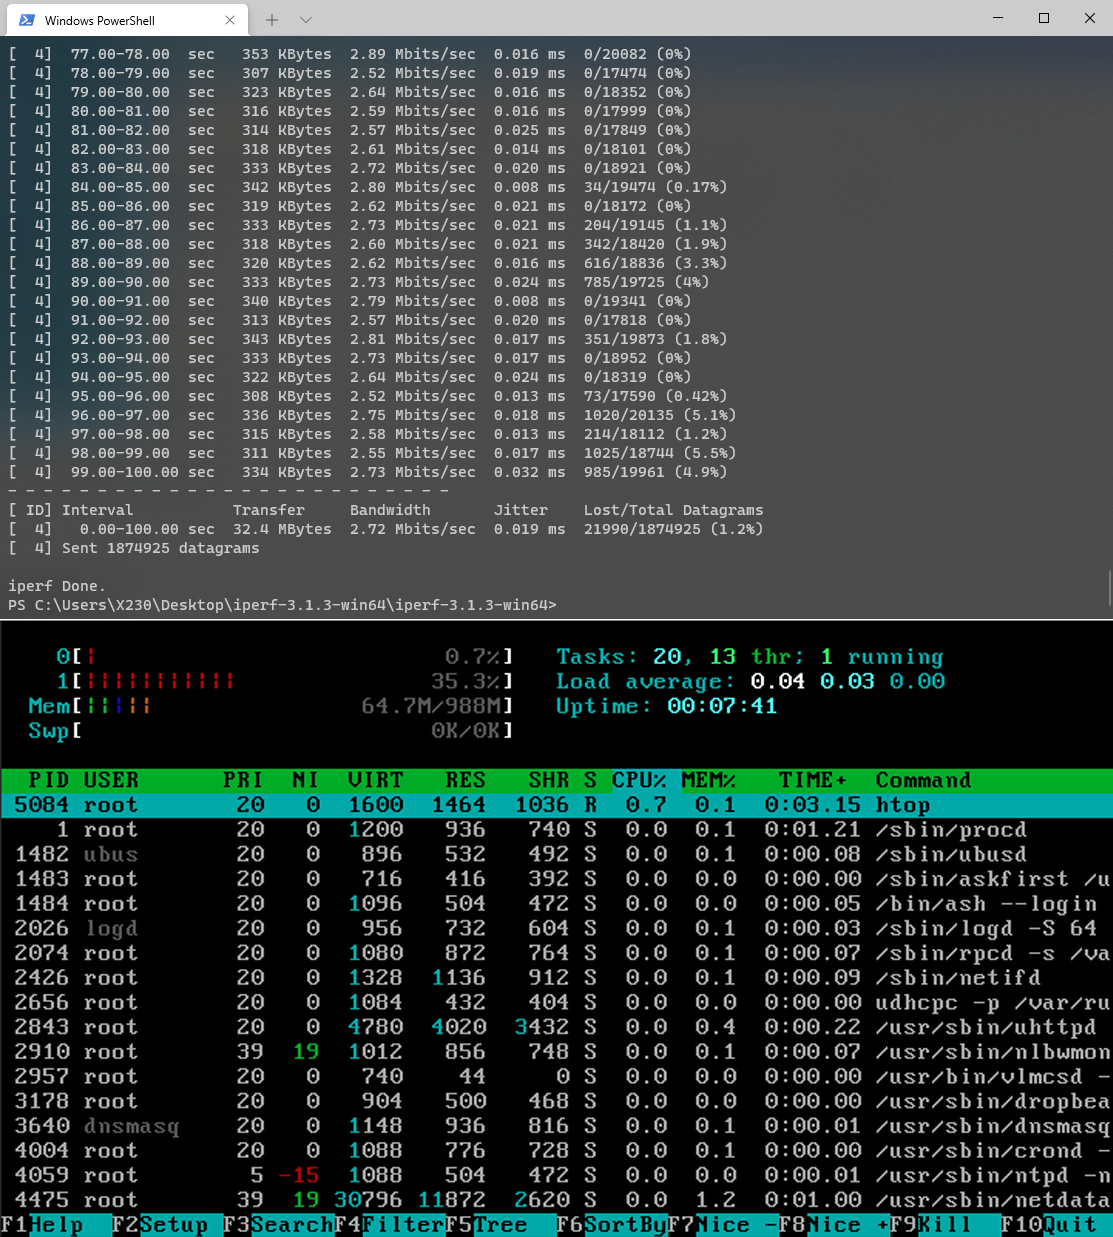 Windows PowerShell
[  4]  77.00-78.00  sec   353 KBytes  2.89 Mbits/sec  0.016 ms  0/20082 (0%)
[  4]  78.00-79.00  sec   307 KBytes  2.52 Mbits/sec  0.019 ms  0/17474 (0%)
[  4]  79.00-80.00  sec   323 KBytes  2.64 Mbits/sec  0.016 ms  0/18352 (0%)
[  4]  80.00-81.00  sec   316 KBytes  2.59 Mbits/sec  0.016 ms  0/17999 (0%)
[  4]  81.00-82.00  sec   314 KBytes  2.57 Mbits/sec  0.025 ms  0/17849 (0%)
[  4]  82.00-83.00  sec   318 KBytes  2.61 Mbits/sec  0.014 ms  0/18101 (0%)
[  4]  83.00-84.00  sec   333 KBytes  2.72 Mbits/sec  0.020 ms  0/18921 (0%)
[  4]  84.00-85.00  sec   342 KBytes  2.80 Mbits/sec  0.008 ms  34/19474 (0.17%)
[  4]  85.00-86.00  sec   319 KBytes  2.62 Mbits/sec  0.021 ms  0/18172 (0%)
[  4]  86.00-87.00  sec   333 KBytes  2.73 Mbits/sec  0.021 ms  204/19145 (1.1%)
[  4]  87.00-88.00  sec   318 KBytes  2.60 Mbits/sec  0.021 ms  342/18420 (1.9%)
[  4]  88.00-89.00  sec   320 KBytes  2.62 Mbits/sec  0.016 ms  616/18836 (3.3%)
[  4]  89.00-90.00  sec   333 KBytes  2.73 Mbits/sec  0.024 ms  785/19725 (4%)
[  4]  90.00-91.00  sec   340 KBytes  2.79 Mbits/sec  0.008 ms  0/19341 (0%)
[  4]  91.00-92.00  sec   313 KBytes  2.57 Mbits/sec  0.020 ms  0/17818 (0%)
[  4]  92.00-93.00  sec   343 KBytes  2.81 Mbits/sec  0.017 ms  351/19873 (1.8%)
[  4]  93.00-94.00  sec   333 KBytes  2.73 Mbits/sec  0.017 ms  0/18952 (0%)
[  4]  94.00-95.00  sec   322 KBytes  2.64 Mbits/sec  0.024 ms  0/18319 (0%)
[  4]  95.00-96.00  sec   308 KBytes  2.52 Mbits/sec  0.013 ms  73/17590 (0.42%)
[  4]  96.00-97.00  sec   336 KBytes  2.75 Mbits/sec  0.018 ms  1020/20135 (5.1%)
[  4]  97.00-98.00  sec   315 KBytes  2.58 Mbits/sec  0.013 ms  214/18112 (1.2%)
[  4]  98.00-99.00  sec   311 KBytes  2.55 Mbits/sec  0.017 ms  1025/18744 (5.5%)
[  4]  99.00-100.00 sec   334 KBytes  2.73 Mbits/sec  0.032 ms  985/19961 (4.9%)
- - - - - - - - - - - - - - - - - - - - - - - - -
[ ID] Interval           Transfer     Bandwidth       Jitter    Lost/Total Datagrams
[  4]   0.00-100.00 sec  32.4 MBytes  2.72 Mbits/sec  0.019 ms  21990/1874925 (1.2%)
[  4] Sent 1874925 datagrams
iperf Done.
PS C:\Users\X230\Desktop\iperf-3.1.3-win64\iperf-3.1.3-win64>
0[| 0.7%] Tasks: 20, 13 thr; 1 running
1[||||||||||| 35.3%] Load average: 0.04 0.03 0.00
Mem[||||| 64.7M/988M] Uptime: 00:07:41
Swp[ 0K/0K]
PID USER PRI NI VIRT RES SHR S CPU% MEM% TIME+ Command
5084 root 20 0 1600 1464 1036 R 0.7 0.1 0:03.15 htop
1 root 20 0 1200 936 740 S 0.0 0.1 0:01.21 /sbin/procd
1482 ubus 20 0 896 532 492 S 0.0 0.1 0:00.08 /sbin/ubusd
1483 root 20 0 716 416 392 S 0.0 0.0 0:00.00 /sbin/askfirst /u
1484 root 20 0 1096 504 472 S 0.0 0.0 0:00.05 /bin/ash --login
2026 logd 20 0 956 732 604 S 0.0 0.1 0:00.03 /sbin/logd -S 64
2074 root 20 0 1080 872 764 S 0.0 0.1 0:00.07 /sbin/rpcd -s /va
2426 root 20 0 1328 1136 912 S 0.0 0.1 0:00.09 /sbin/netifd
2656 root 20 0 1084 432 404 S 0.0 0.0 0:00.00 udhcpc -p /var/ru
2843 root 20 0 4780 4020 3432 S 0.0 0.4 0:00.22 /usr/sbin/uhttpd
2910 root 39 19 1012 856 748 S 0.0 0.1 0:00.07 /usr/sbin/nlbwmon
2957 root 20 0 740 44 0 S 0.0 0.0 0:00.00 /usr/bin/vlmcsd -
3178 root 20 0 904 500 468 S 0.0 0.0 0:00.00 /usr/sbin/dropbea
3640 dnsmasq 20 0 1148 936 816 S 0.0 0.1 0:00.01 /usr/sbin/dnsmasq
4004 root 20 0 1088 776 728 S 0.0 0.1 0:00.00 /usr/sbin/crond -
4059 root 5 -15 1088 504 472 S 0.0 0.0 0:00.01 /usr/sbin/ntpd -n
4475 root 39 19 30796 11872 2620 S 0.0 1.2 0:01.00 /usr/sbin/netdata
F1Help F2Setup F3SearchF4FilterF5Tree F6SortByF7Nice -F8Nice +F9Kill F10Quit